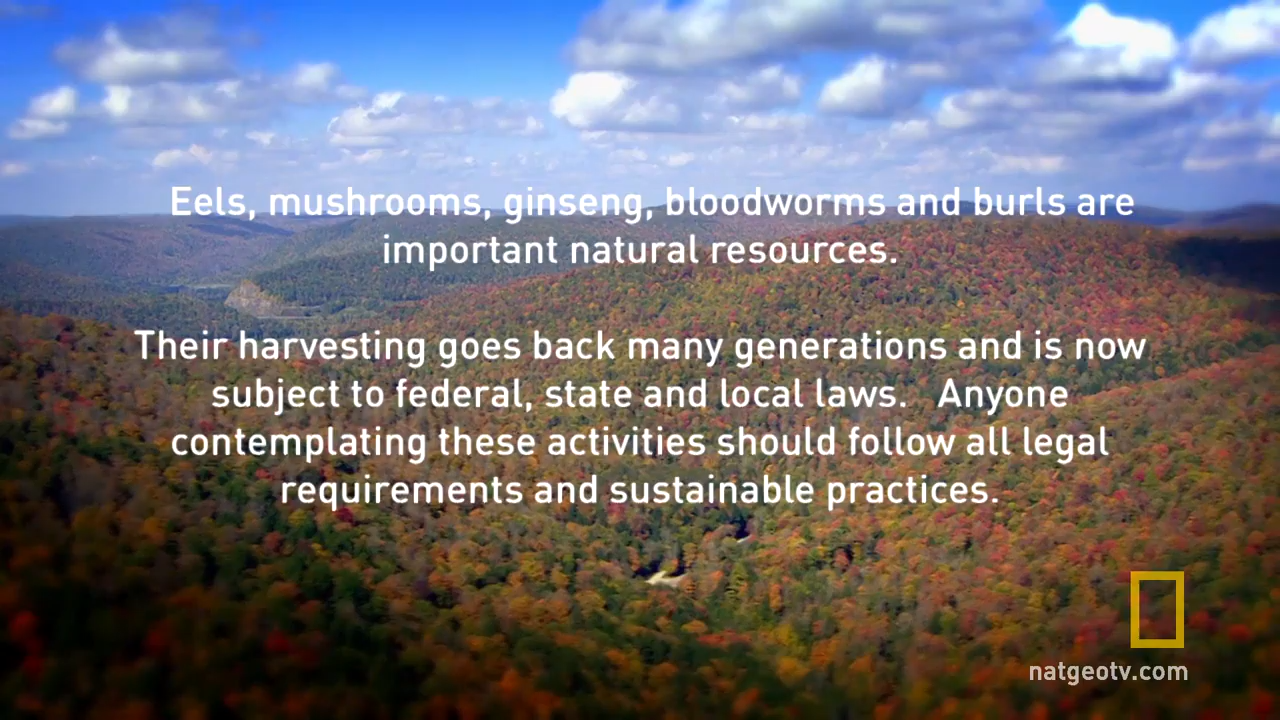 Eels, mushrooms, ginseng, bloodworms and burls are
important natural resources.
Their harvesting goes back many generations and is now
subject to federal, state and local laws.   Anyone
contemplating these activities should follow all legal
requirements and sustainable practices.
natgeotv.com